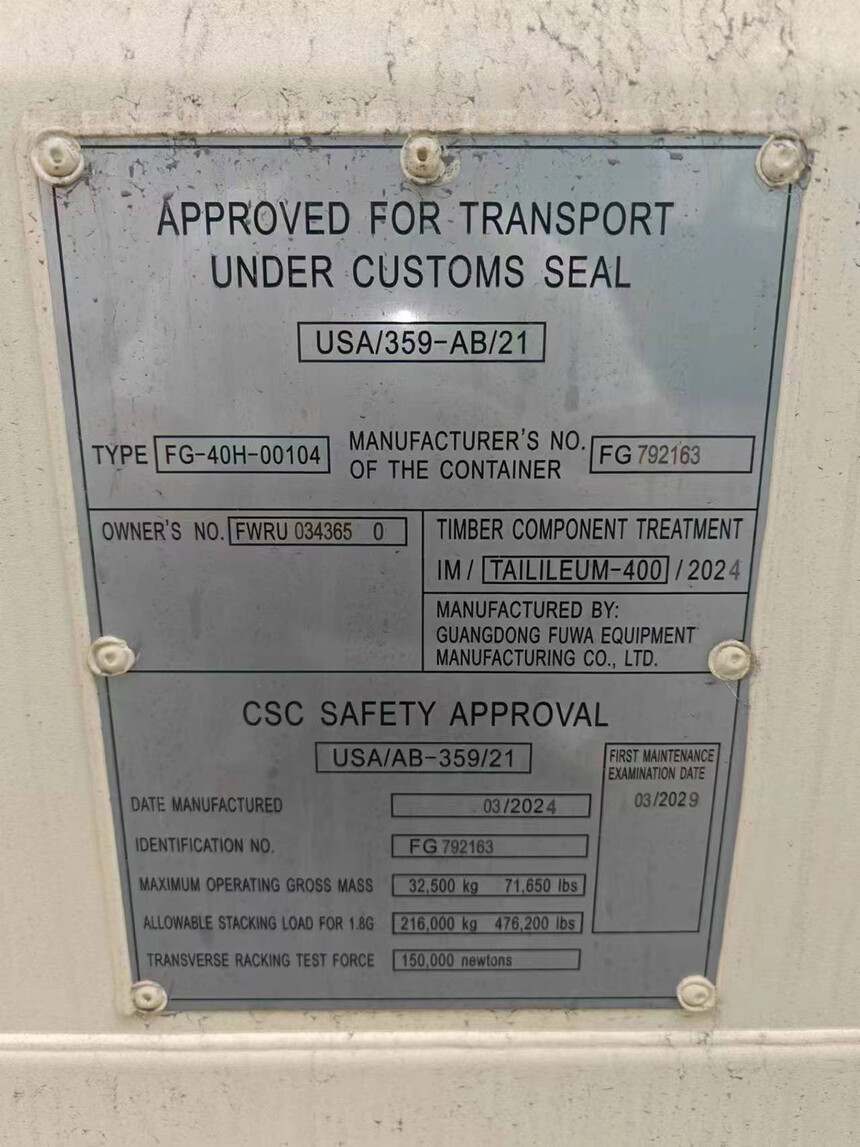 APPROVED FOR TRANSPORT
UNDER CUSTOMS SEAL
USA/359-AB/21
TYPE FG-40H-00104
MANUFACTURER'S NO.
OF THE CONTAINER
FG 792163
OWNER'S NO. FWRU 034365 0
TIMBER COMPONENT TREATMENT
IM / TAILILEUM-400 / 2024
MANUFACTURED BY:
GUANGDONG FUWA EQUIPMENT
MANUFACTURING CO., LTD.
CSC SAFETY APPROVAL
USA/AB-359/21
FIRST MAINTENANCE
EXAMINATION DATE
03/2029
DATE MANUFACTURED 03/2024
IDENTIFICATION NO. FG 792163
MAXIMUM OPERATING GROSS MASS 32,500 kg 71,650 lbs
ALLOWABLE STACKING LOAD FOR 1.8G 216,000 kg 476,200 lbs
TRANSVERSE RACKING TEST FORCE 150,000 newtons